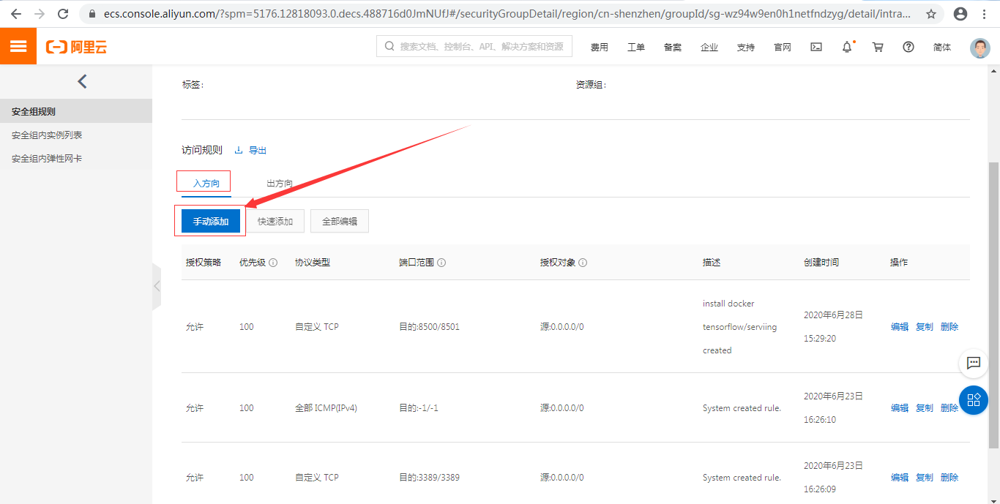 ecs.console.aliyun.com/?spm=5176.12818093.0.decs.488716d0JmNUfJ#/securityGroupDetail/region/cn-shenzhen/groupId/sg-wz94w9en0h1netfndzyg/detail/intra...
阿里云
搜索文档、控制台、API、解决方案和资源
费用 工单 备案 企业 支持 官网 简体
安全组规则
安全组内实例列表
安全组内弹性网卡
标签: 资源组:
访问规则 导出
入方向 出方向
手动添加 快速添加 全部编辑
授权策略 优先级 协议类型 端口范围 授权对象 描述 创建时间 操作
允许 100 自定义 TCP 目的:8500/8501 源:0.0.0.0/0 install docker tensorflow/serviing created 2020年6月28日 15:29:20 编辑 复制 删除
允许 100 全部 ICMP(IPv4) 目的:-1/-1 源:0.0.0.0/0 System created rule. 2020年6月23日 16:26:10 编辑 复制 删除
允许 100 自定义 TCP 目的:3389/3389 源:0.0.0.0/0 System created rule. 2020年6月23日 16:26:09 编辑 复制 删除